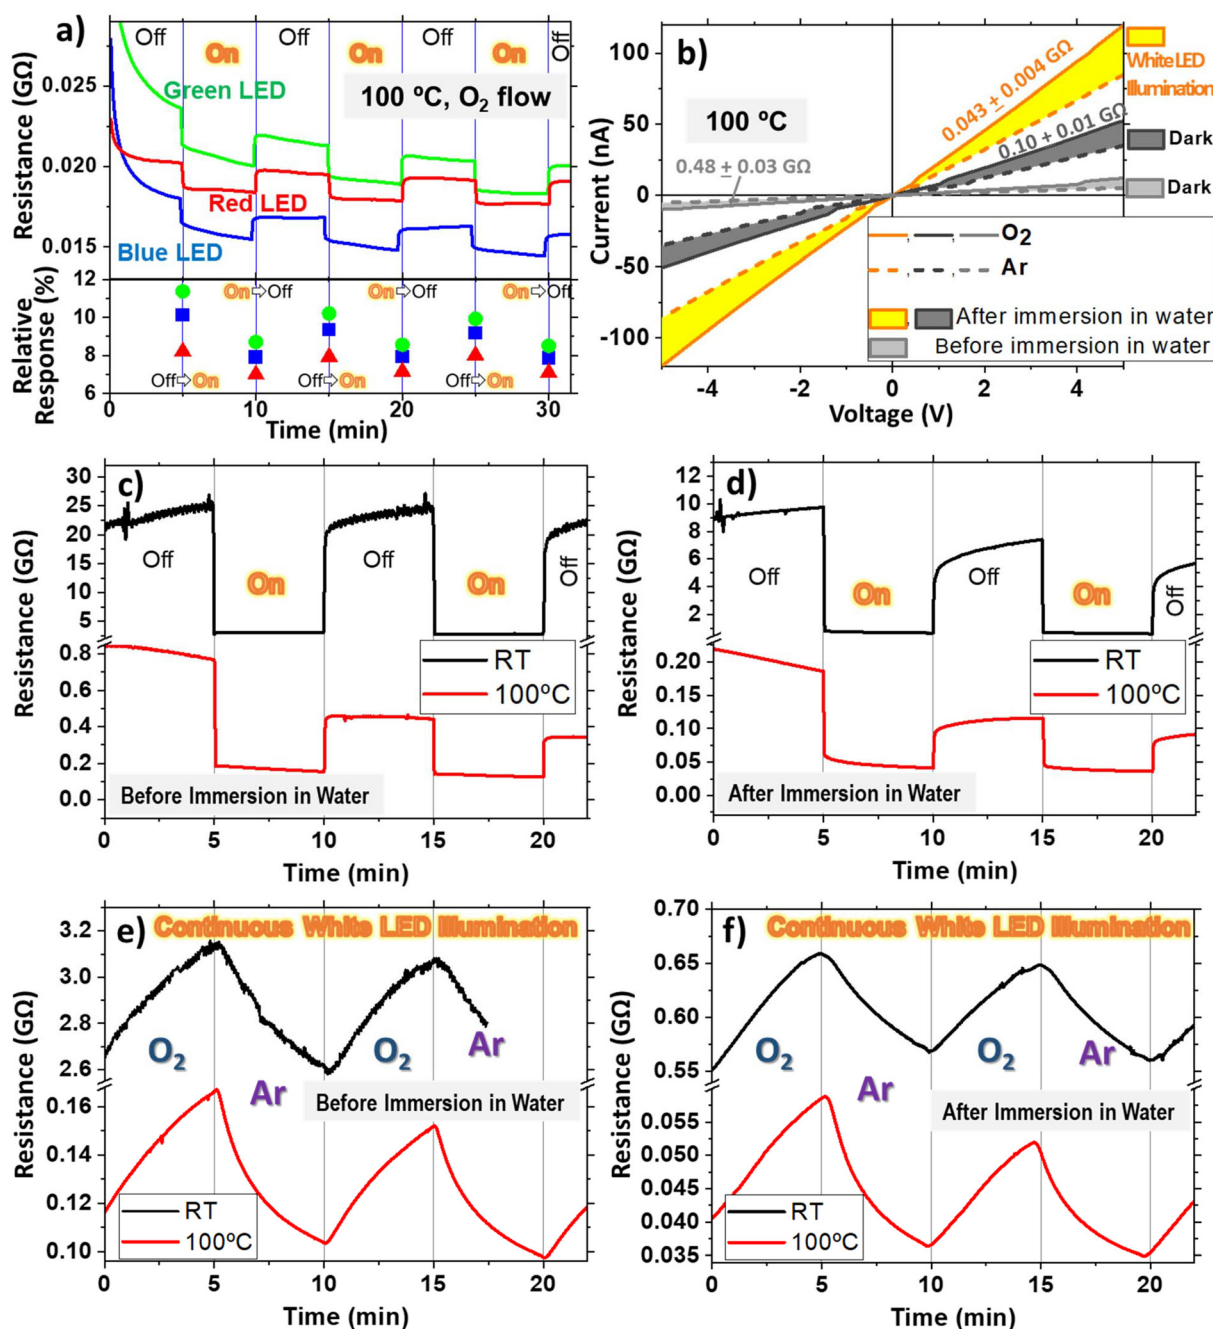 a)
Off
On
Off
On
Off
On
Off
Green LED
100 ºC, O2 flow
Red LED
Blue LED
Resistance (GΩ)
0.025
0.020
0.015
Relative
Response (%)
12
10
8
6
On⇨Off
On⇨Off
On⇨Off
Off⇨On
Off⇨On
Off⇨On
0
10
20
30
Time (min)
b)
100 ºC
0.043 ± 0.004 GΩ
0.10 ± 0.01 GΩ
0.48 ± 0.03 GΩ
White LED
Illumination
Dark
Dark
Current (nA)
100
50
0
-50
-100
O2
Ar
After immersion in water
Before immersion in water
-4
-2
0
2
4
Voltage (V)
c)
Resistance (GΩ)
30
25
20
15
10
5
0.8
0.4
0.2
0.0
Off
On
Off
On
Off
RT
100ºC
Before Immersion in Water
0
5
10
15
20
Time (min)
d)
Resistance (GΩ)
12
10
8
6
4
2
0.20
0.15
0.10
0.05
0.00
Off
On
Off
On
Off
RT
100ºC
After Immersion in Water
0
5
10
15
20
Time (min)
e)
Continuous White LED Illumination
Resistance (GΩ)
3.2
3.0
2.8
2.6
0.16
0.14
0.12
0.10
O2
Ar
O2
Ar
Before Immersion in Water
RT
100ºC
0
5
10
15
20
Time (min)
f)
Continuous White LED Illumination
Resistance (GΩ)
0.70
0.65
0.60
0.55
0.055
0.050
0.045
0.040
0.035
O2
Ar
O2
Ar
After Immersion in Water
RT
100ºC
0
5
10
15
20
Time (min)